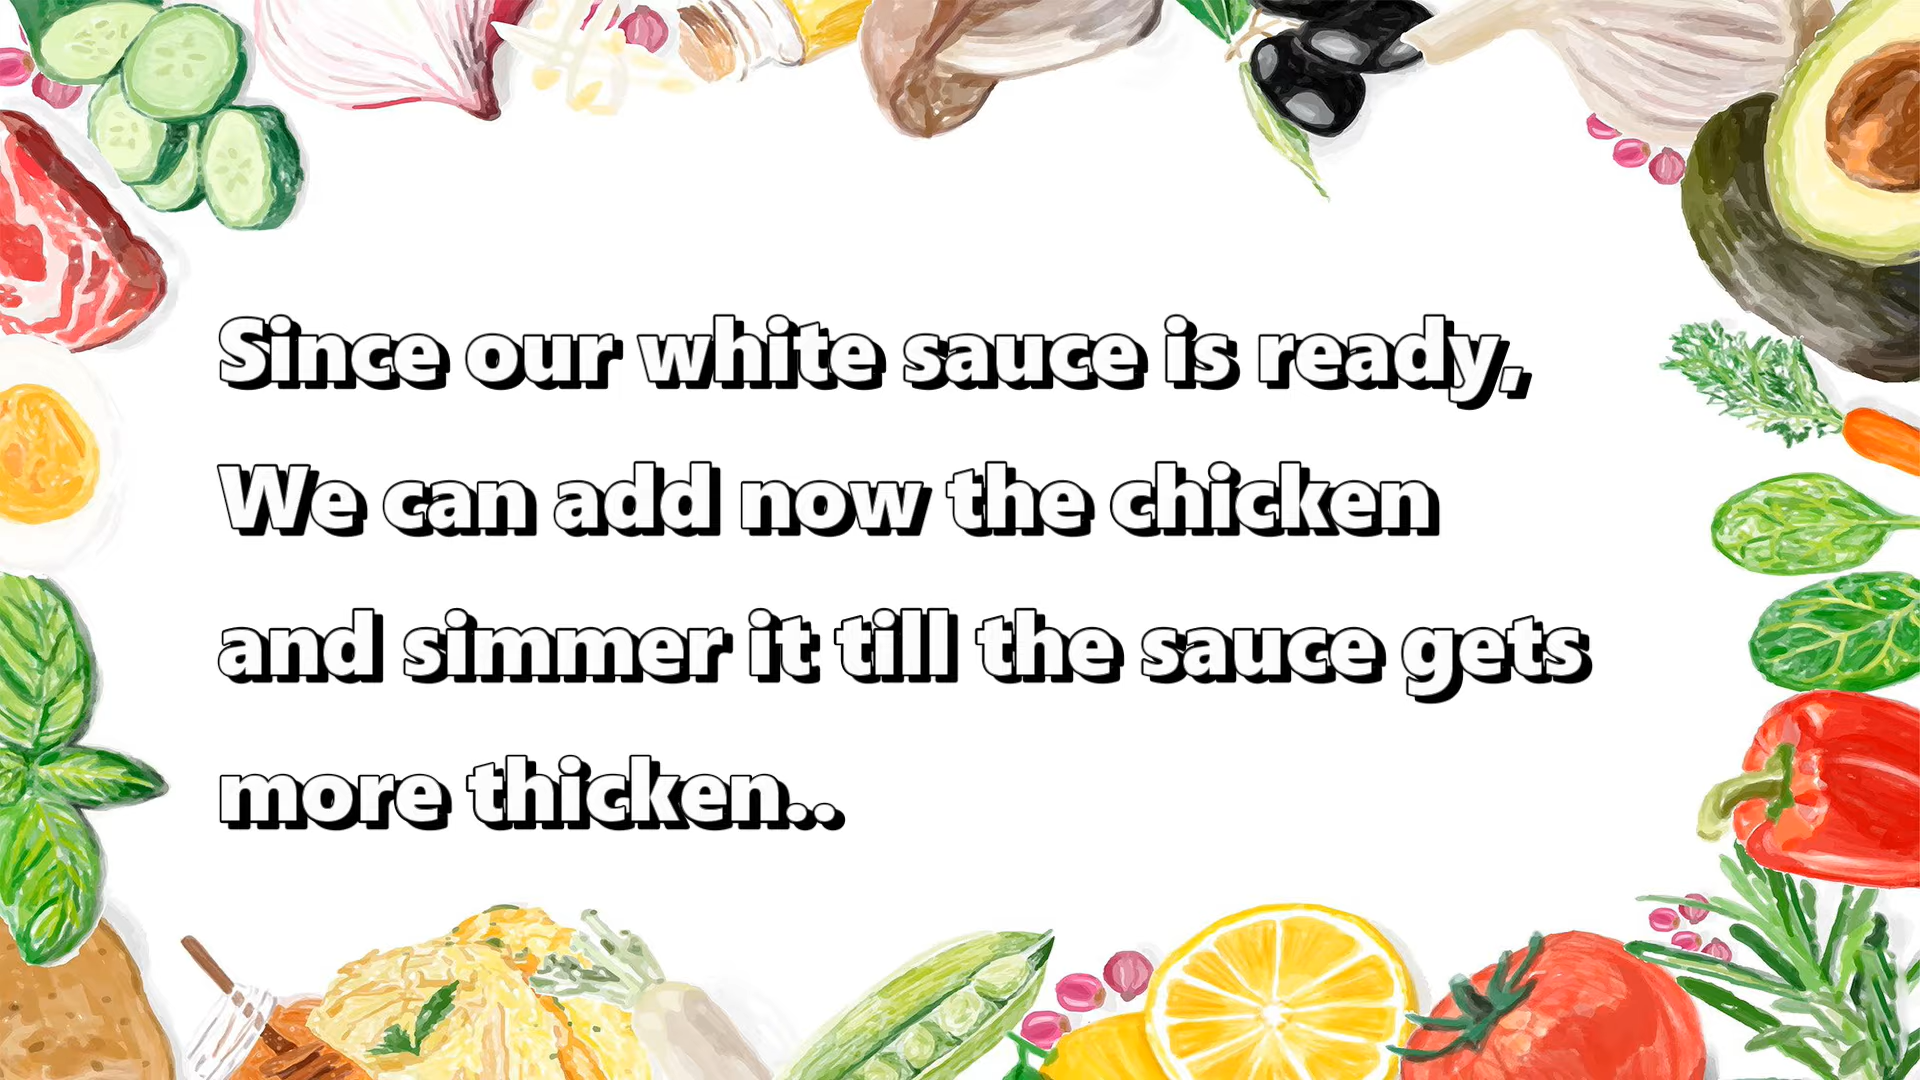 Since our white sauce is ready,
We can add now the chicken
and simmer it till the sauce gets
more thicken..